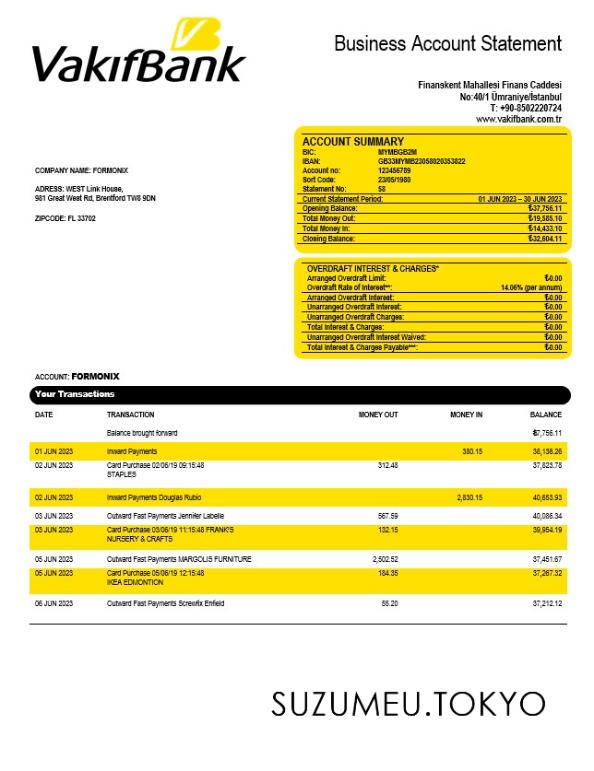 VakıfBank
Business Account Statement
Finanskent Mahallesi Finans Caddesi
No:40/1 Ümraniye/İstanbul
T: +90-8502220724
www.vakifbank.com.tr
ACCOUNT SUMMARY
BIC: MYMBGB2M
IBAN: GB33MYMB23058020353822
Account no: 123456789
Sort Code: 23/05/1980
Statement No: 58
Current Statement Period: 01 JUN 2023 – 30 JUN 2023
Opening Balance: ₺37,756.11
Total Money Out: ₺19,585.10
Total Money In: ₺14,433.10
Closing Balance: ₺32,604.11
COMPANY NAME: FORMONIX
ADRESS: WEST Link House,
981 Great West Rd, Brentford TW8 9DN
ZIPCODE: FL 33702
OVERDRAFT INTEREST & CHARGES*
Arranged Overdraft Limit: ₺0.00
Overdraft Rate of Interest**: 14.06% (per annum)
Arranged Overdraft Interest: ₺0.00
Unarranged Overdraft Interest: ₺0.00
Unarranged Overdraft Charges: ₺0.00
Total Interest & Charges: ₺0.00
Unarranged Overdraft Interest Waived: ₺0.00
Total Interest & Charges Payable***: ₺0.00
ACCOUNT: FORMONIX
Your Transactions
DATE TRANSACTION MONEY OUT MONEY IN BALANCE
Balance brought forward ₺7,756.11
01 JUN 2023 Inward Payments 380.15 38,136.26
02 JUN 2023 Card Purchase 02/06/19 09:15:48 312.48 37,823.78
STAPLES
02 JUN 2023 Inward Payments Douglas Rubio 2,830.15 40,653.93
03 JUN 2023 Outward Fast Payments Jennifer Labelle 567.59 40,086.34
03 JUN 2023 Card Purchase 03/06/19 11:15:48 FRANK'S 132.15 39,954.19
NURSERY & CRAFTS
05 JUN 2023 Outward Fast Payments MARGOLIS FURNITURE 2,502.52 37,451.67
05 JUN 2023 Card Purchase 05/06/19 12:15:48 184.35 37,267.32
IKEA EDMONTION
06 JUN 2023 Outward Fast Payments Screwfix Enfield 55.20 37,212.12
SUZUMEU.TOKYO